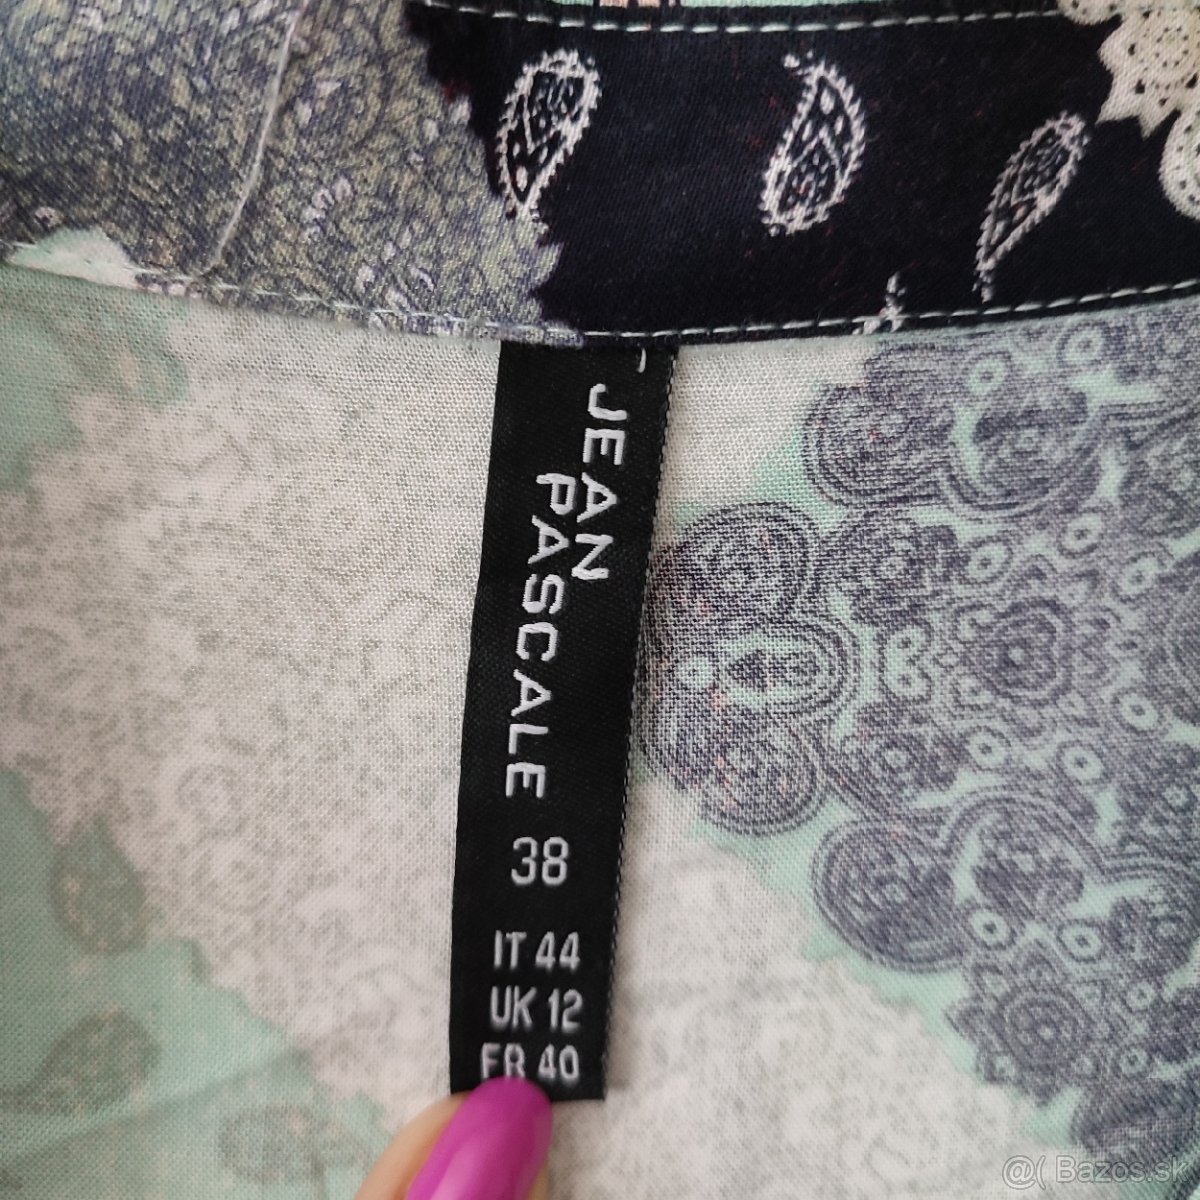 JEAN
PASCALE
38
IT 44
UK 12
FR 40
@( Bazos.sk